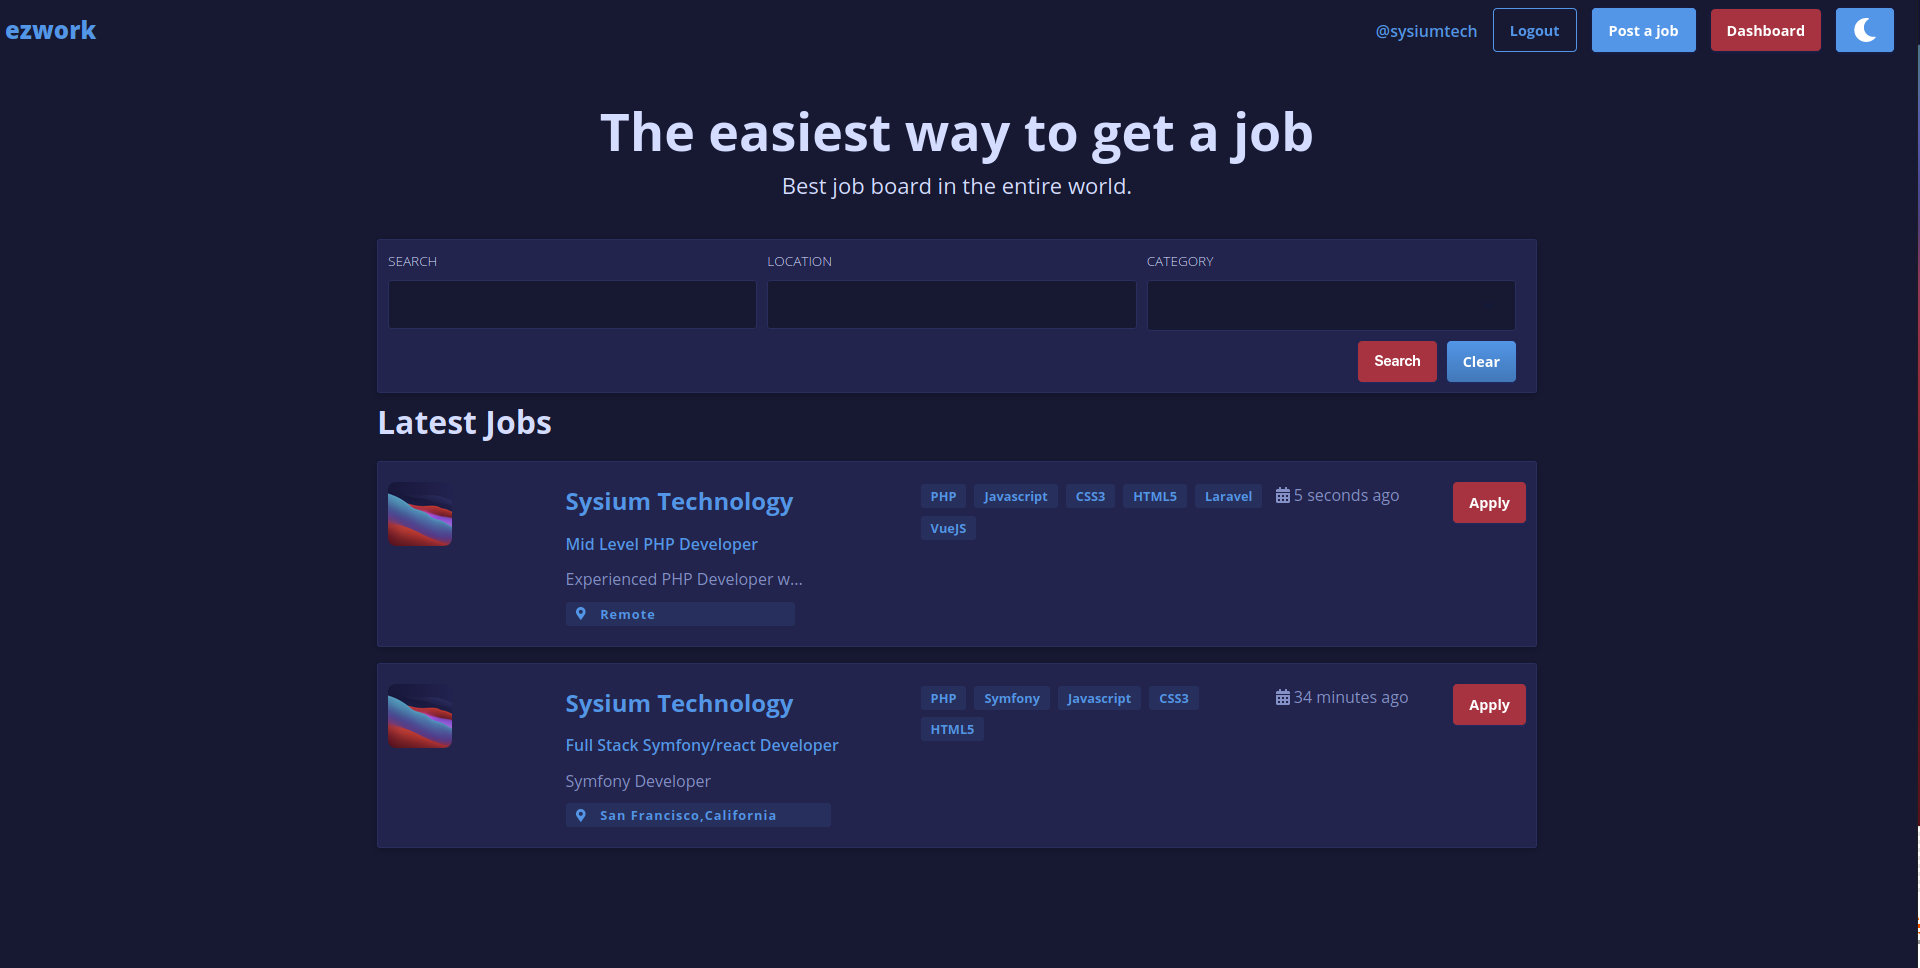 ezwork
@sysiumtech Logout Post a job Dashboard
The easiest way to get a job
Best job board in the entire world.
SEARCH LOCATION CATEGORY
Search Clear
Latest Jobs
Sysium Technology
Mid Level PHP Developer
Experienced PHP Developer w...
Remote
PHP Javascript CSS3 HTML5 Laravel
VueJS
5 seconds ago
Apply
Sysium Technology
Full Stack Symfony/react Developer
Symfony Developer
San Francisco,California
PHP Symfony Javascript CSS3
HTML5
34 minutes ago
Apply